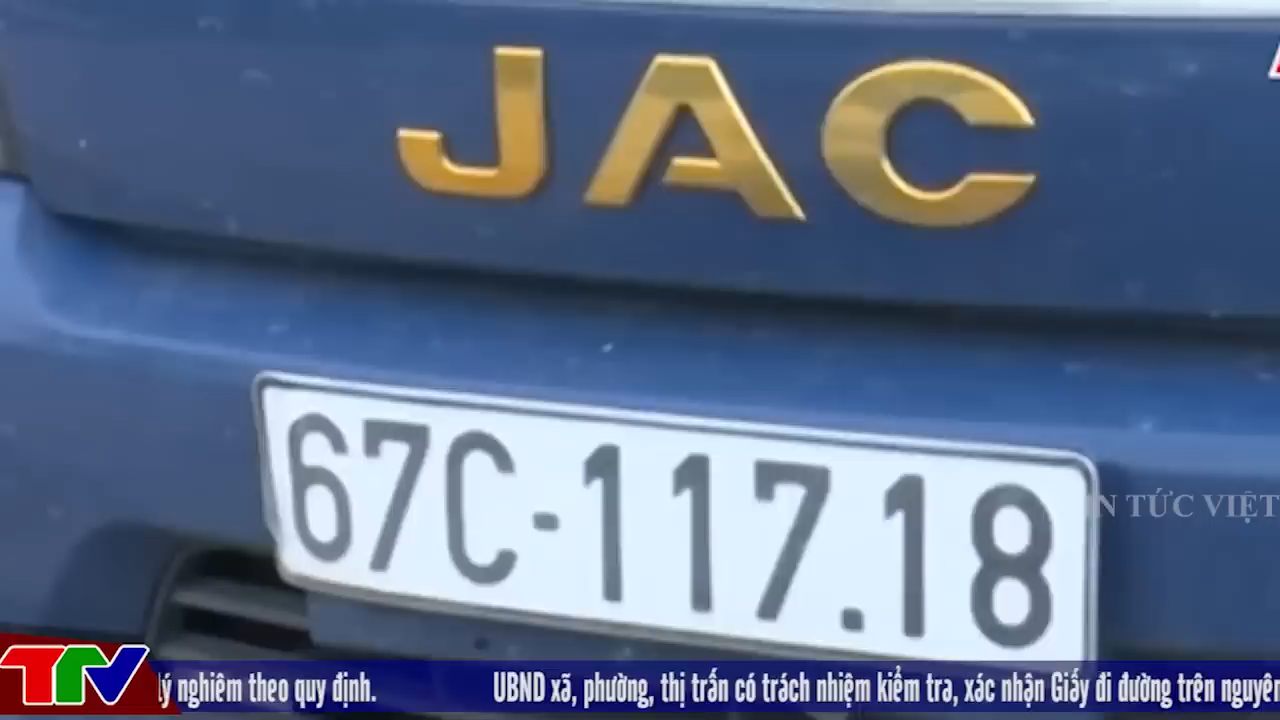 JAC
67C-117.18
TỨC VIỆT
TTV
nghiêm theo quy định. UBND xã, phường, thị trấn có trách nhiệm kiểm tra, xác nhận Giấy đi đường trên